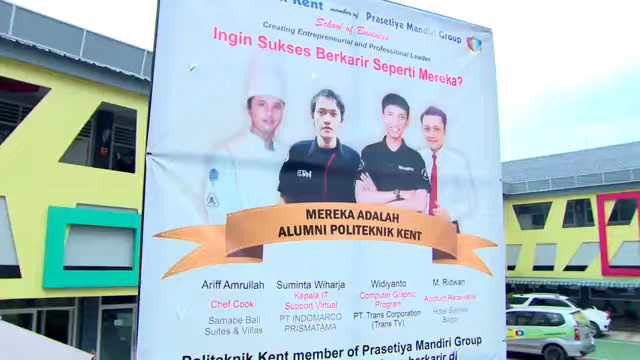 Kent member of Prasetiya Mandiri Group
School of Business
Creating Entrepreneurial and Professional Leader
Ingin Sukses Berkarir Seperti Mereka?
MEREKA ADALAH
ALUMNI POLITEKNIK KENT
Ariff Amrullah
Chef Cook
Samabe Bali
Suites & Villas
Suminta Wiharja
Kepala IT
Support Virtual
PT INDOMARCO
PRISMATAMA
Widiyanto
Computer Graphic
Program
PT. Trans Corporation
(Trans TV)
M. Ridwan
Account Receivable
Hotel Santika
Bogor
Politeknik Kent member of Prasetiya Mandiri Group
berkarir di